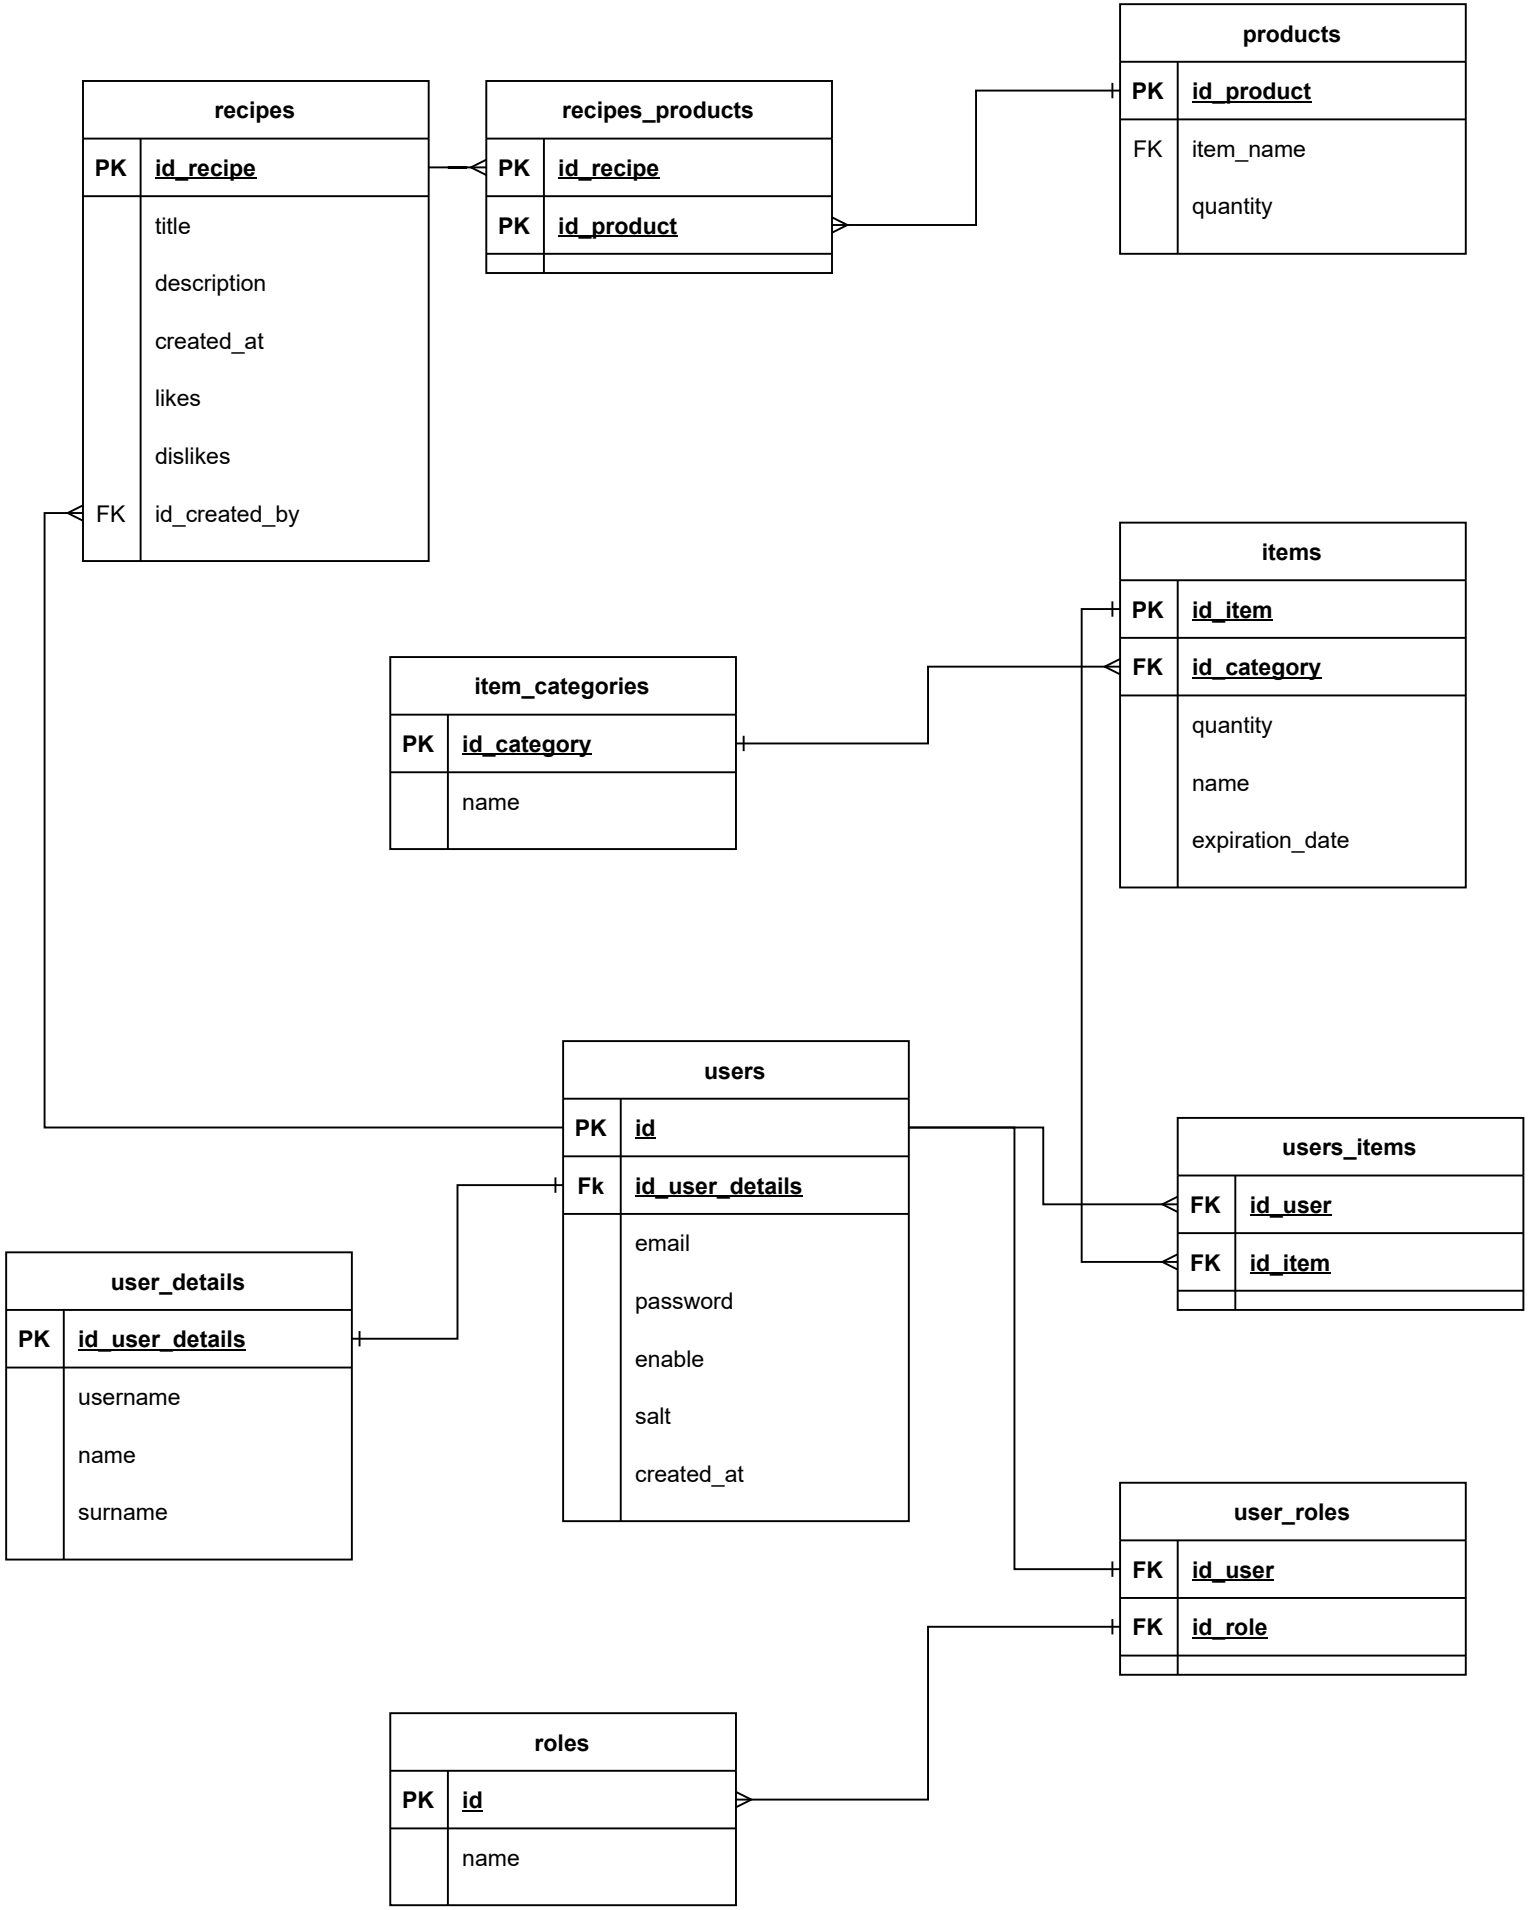 products
PK id_product
FK item_name
quantity
recipes
PK id_recipe
title
description
created_at
likes
dislikes
FK id_created_by
recipes_products
PK id_recipe
PK id_product
items
PK id_item
FK id_category
quantity
name
expiration_date
item_categories
PK id_category
name
users
PK id
Fk id_user_details
email
password
enable
salt
created_at
users_items
FK id_user
FK id_item
user_details
PK id_user_details
username
name
surname
user_roles
FK id_user
FK id_role
roles
PK id
name